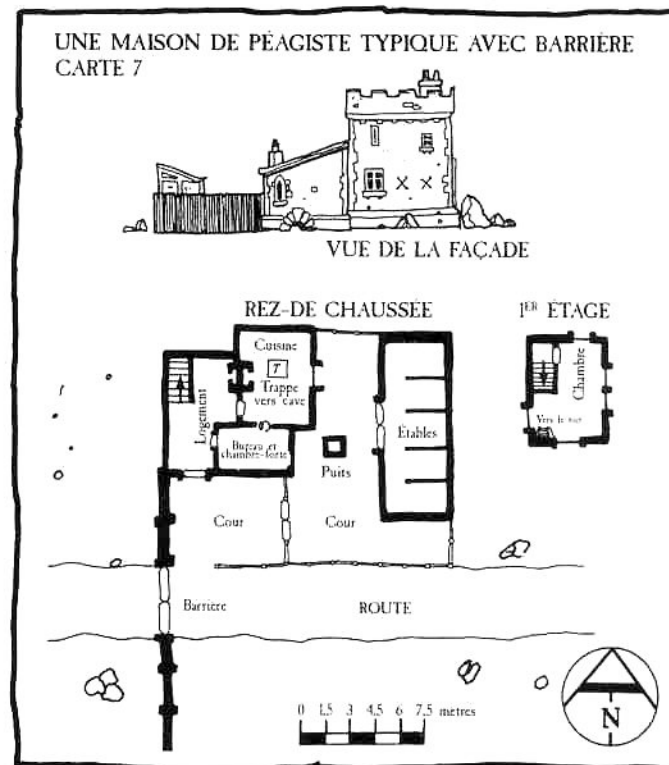 UNE MAISON DE PÉAGISTE TYPIQUE AVEC BARRIÈRE
CARTE 7
VUE DE LA FAÇADE
REZ-DE CHAUSSÉE
1ER ÉTAGE
Cuisine
T
Trappe
vers cave
Logement
Bureau et
chambre-forte
Étables
Puits
Cour
Cour
Chambre
Vers le toit
Barrière
ROUTE
0 1,5 3 4,5 6 7,5 mètres
N